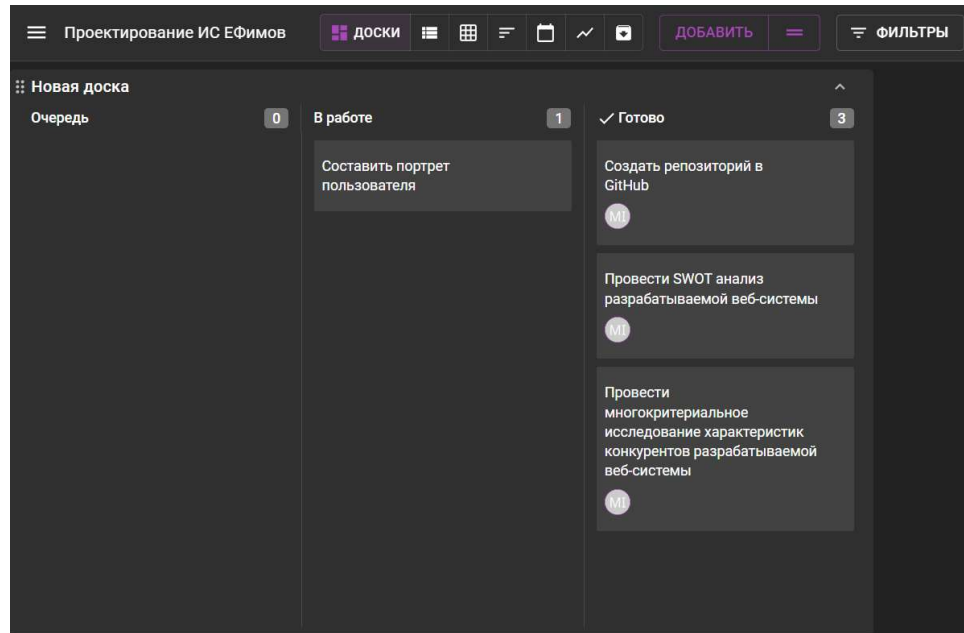 Проектирование ИС ЕФимов
ДОСКИ
ДОБАВИТЬ
ФИЛЬТРЫ
Новая доска
Очередь
0
В работе
1
Готово
3
Составить портрет
пользователя
Создать репозиторий в
GitHub
MI
Провести SWOT анализ
разрабатываемой веб-системы
MI
Провести
многокритериальное
исследование характеристик
конкурентов разрабатываемой
веб-системы
MI